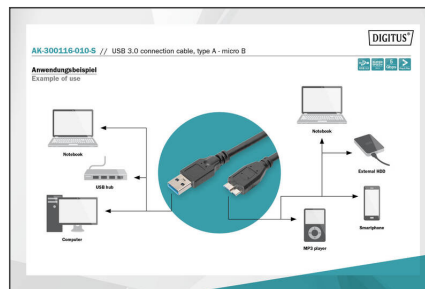 DIGITUS®
AK-300116-010-S // USB 3.0 connection cable, type A - micro B
Anwendungsbeispiel
Example of use
Notebook
USB hub
Computer
Notebook
External HDD
Smartphone
MP3 player